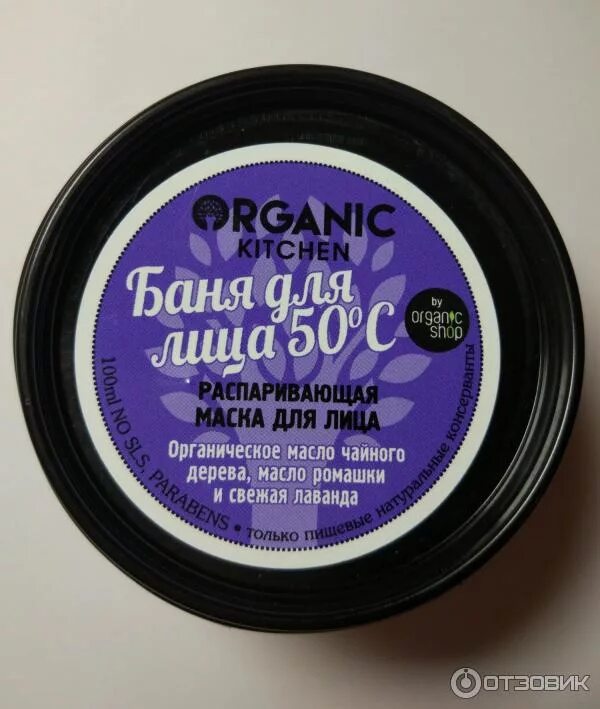 ORGANIC
KITCHEN
Баня для
лица 50°C
by
organic
shop
РАСПАРИВАЮЩАЯ
МАСКА ДЛЯ ЛИЦА
Органическое масло чайного
дерева, масло ромашки
и свежая лаванда
100ml NO SLS, PARABENS • только пищевые натуральные консерванты
ОТЗОВИК